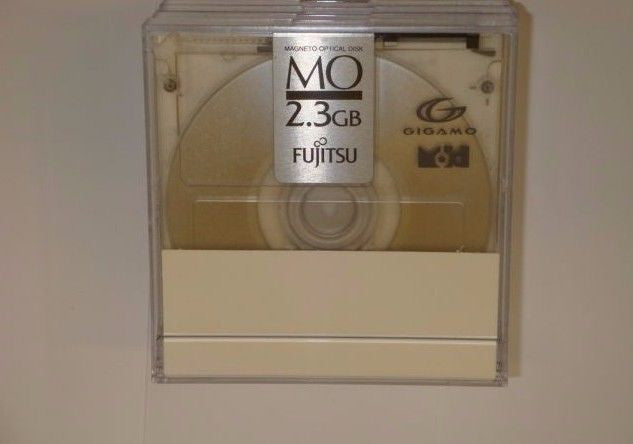 MAGNETO OPTICAL DISK
MO
2.3GB
FUJITSU
GIGAMO